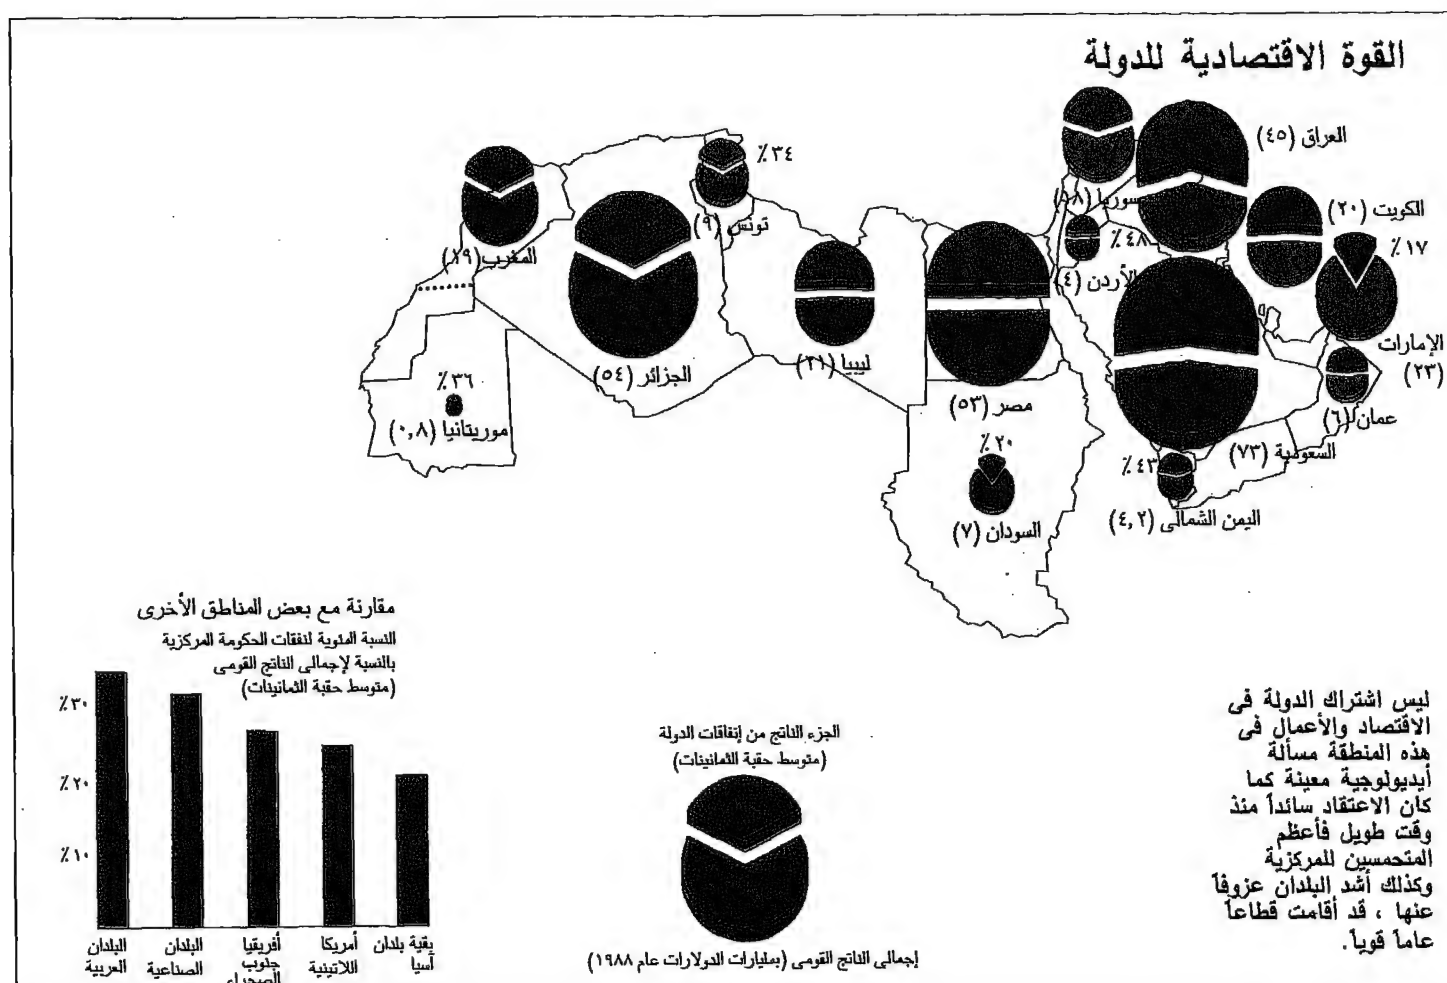 القوة الاقتصادية للدولة
العراق (٤٥)
سوريا (١٨)
الكويت (٢٠)
٪ ١٧
الإمارات
(٢٣)
٪ ٤٨
الأردن (٤)
عمان (٦)
السعودية (٧٣)
٪ ٤٣
اليمن الشمالى (٤,٢)
مصر (٥٣)
٪ ٢٠
السودان (٧)
ليبيا (٢١)
٪ ٣٤
تونس (٩)
الجزائر (٥٤)
المغرب (١٩)
٪ ٣٦
موريتانيا (٠,٨)
ليس اشتراك الدولة فى
الاقتصاد والأعمال فى
هذه المنطقة مسألة
أيديولوجية معينة كما
كان الاعتقاد سائداً منذ
وقت طويل فأعظم
المتحمسين للمركزية
وكذلك أشد البلدان عزوفاً
عنها ، قد أقامت قطاعاً
عاماً قوياً.
الجزء الناتج من إنفاقات الدولة
(متوسط حقبة الثمانينات)
إجمالى الناتج القومى (بمليارات الدولارات عام ١٩٨٨)
مقارنة مع بعض المناطق الأخرى
النسبة المئوية لنفقات الحكومة المركزية
بالنسبة لإجمالى الناتج القومى
(متوسط حقبة الثمانينات)
٪ ٣٠
٪ ٢٠
٪ ١٠
بقية بلدان
آسيا
أمريكا
اللاتينية
أفريقيا
جنوب
الصحراء
البلدان
الصناعية
البلدان
العربية